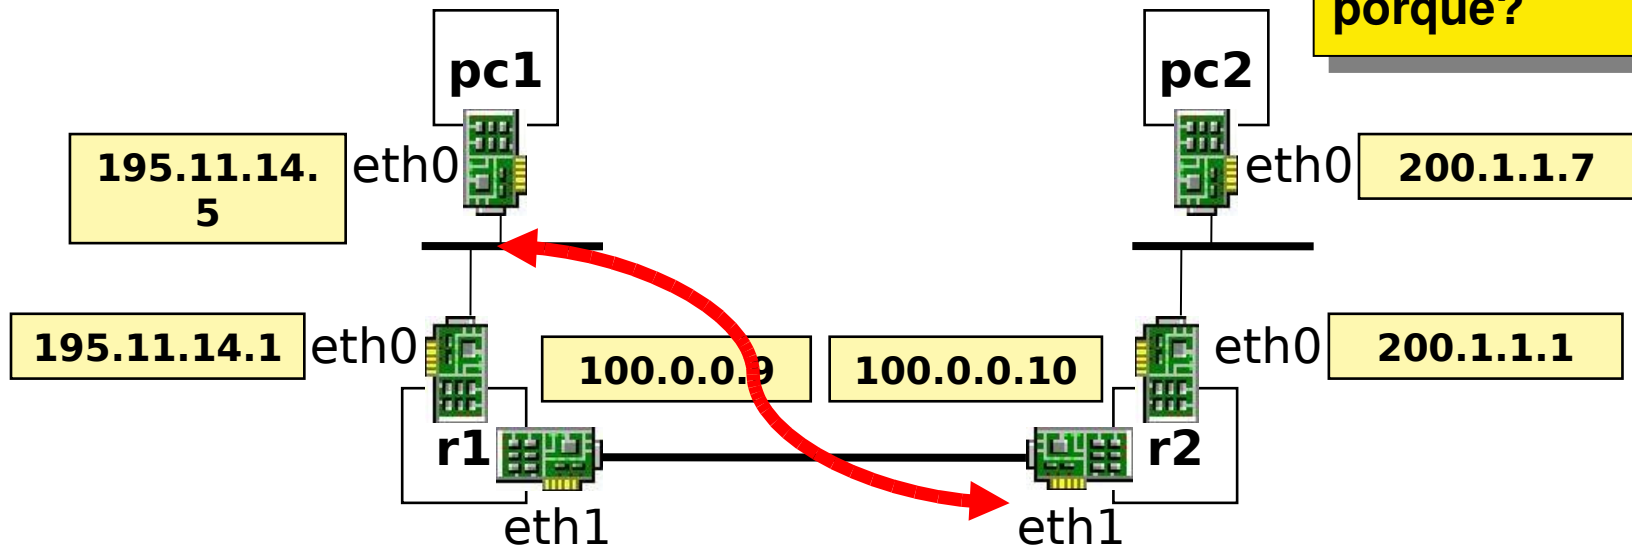 porque?
pc1
pc2
195.11.14.
5
eth0
eth0
200.1.1.7
195.11.14.1
eth0
100.0.0.9
100.0.0.10
eth0
200.1.1.1
r1
r2
eth1
eth1